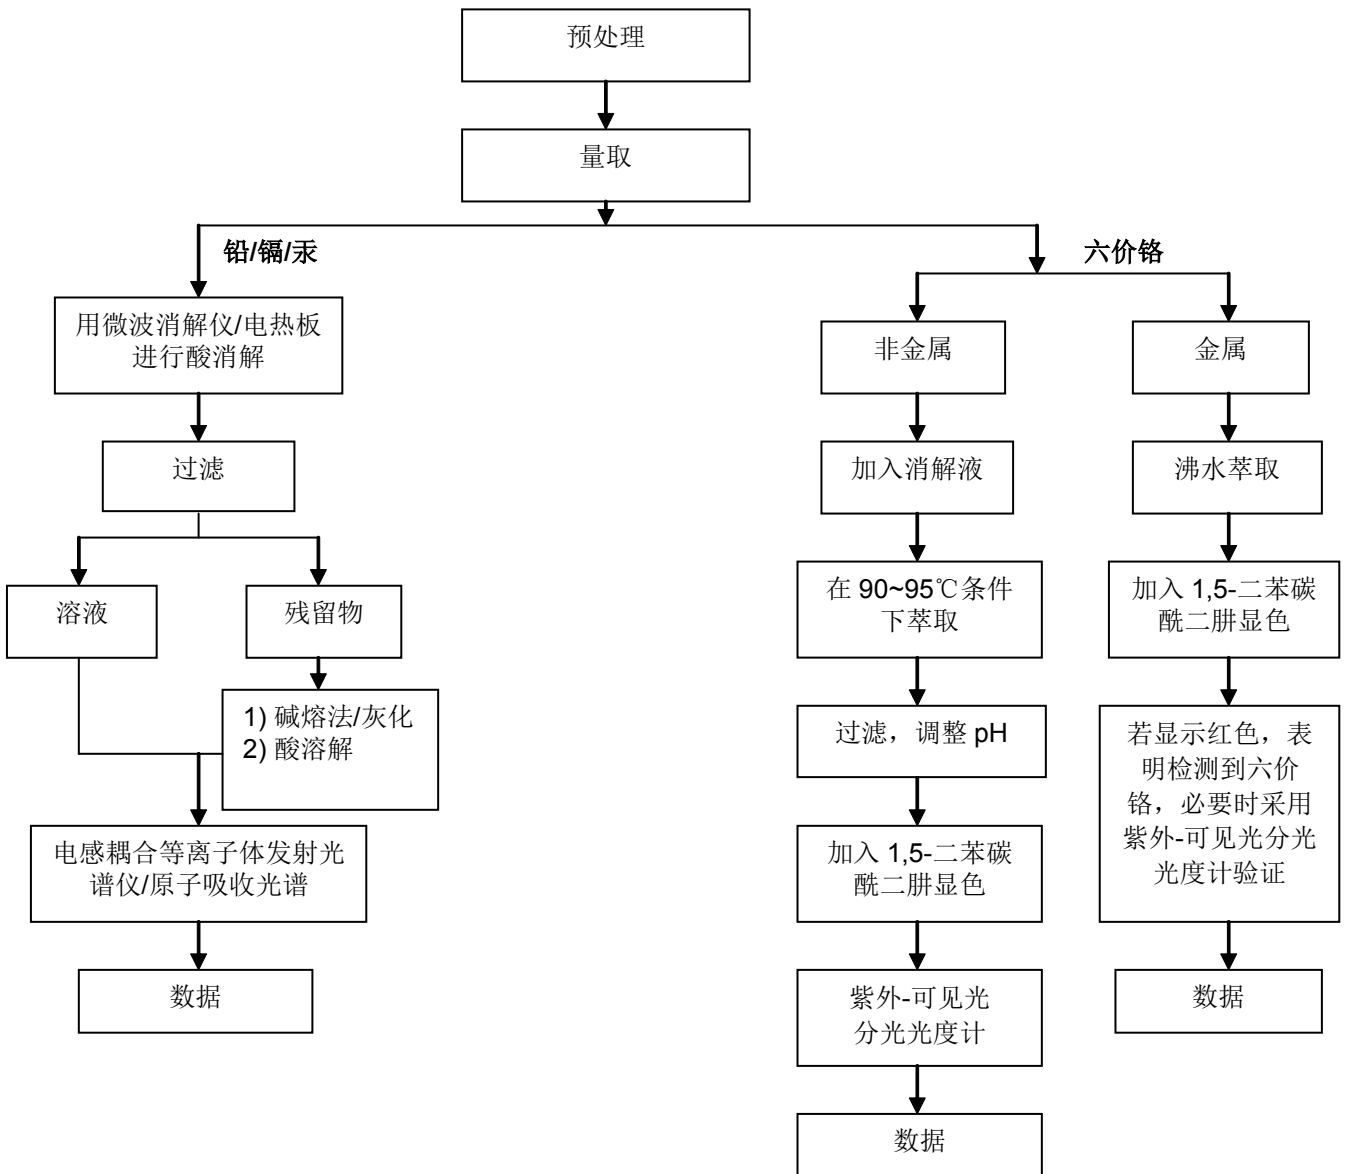 预处理
量取
铅/镉/汞
六价铬
用微波消解仪/电热板
进行酸消解
过滤
溶液
残留物
1) 碱熔法/灰化
2) 酸溶解
电感耦合等离子体发射光
谱仪/原子吸收光谱
数据
非金属
加入消解液
在 90~95℃条件
下萃取
过滤，调整 pH
加入 1,5-二苯碳
酰二肼显色
紫外-可见光
分光光度计
数据
金属
沸水萃取
加入 1,5-二苯碳
酰二肼显色
若显示红色，表
明检测到六价
铬，必要时采用
紫外-可见光分光
光度计验证
数据